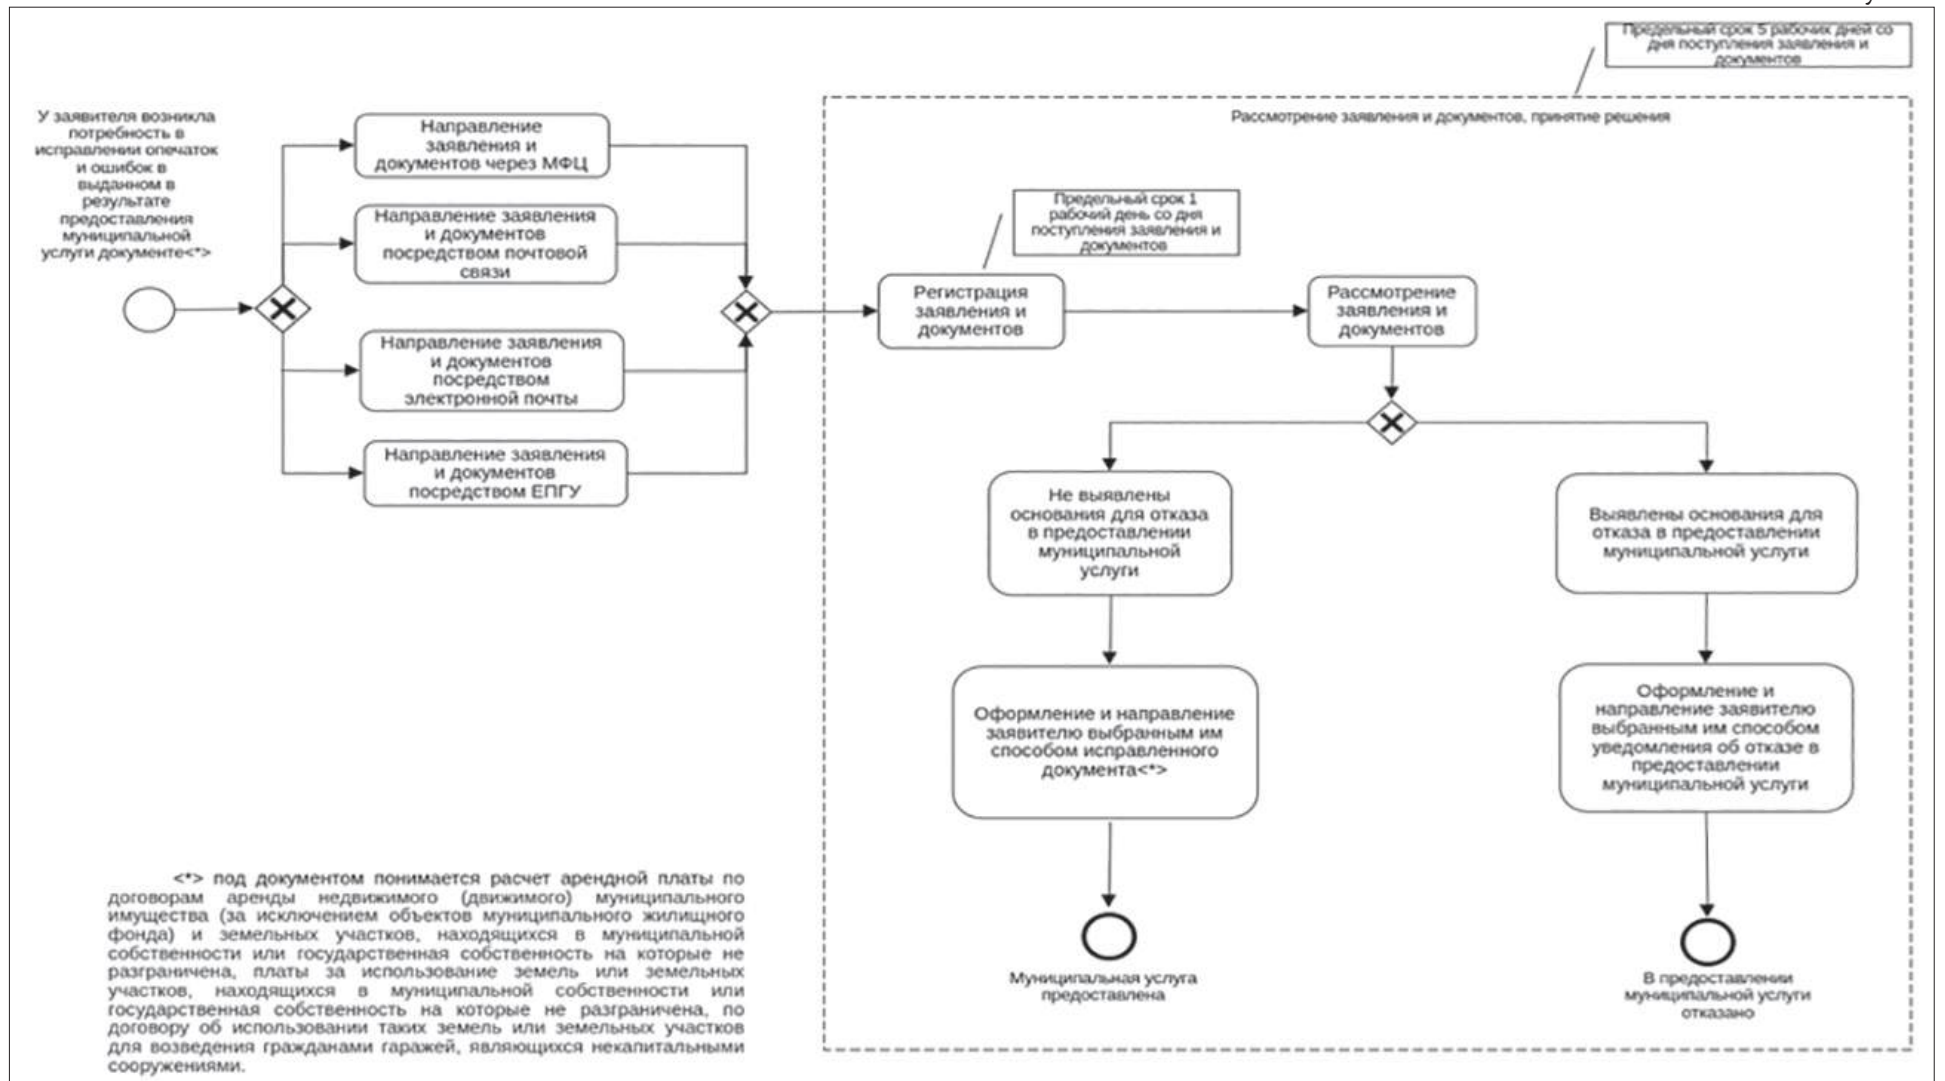 Предельный срок 5 рабочих дней со
дня поступления заявления и
документов
У заявителя возникла
потребность в
исправлении опечаток
и ошибок в
выданном в
результате
предоставления
муниципальной
услуги документе<*>
Направление
заявления и
документов через МФЦ
Направление заявления
и документов
посредством почтовой
связи
Направление заявления
и документов
посредством
электронной почты
Направление заявления
и документов
посредством ЕПГУ
Рассмотрение заявления и документов, принятие решения
Предельный срок 1
рабочий день со дня
поступления заявления и
документов
Регистрация
заявления и
документов
Рассмотрение
заявления и
документов
Не выявлены
основания для отказа
в предоставлении
муниципальной
услуги
Выявлены основания для
отказа в предоставлении
муниципальной услуги
Оформление и направление
заявителю выбранным им
способом исправленного
документа<*>
Оформление и
направление заявителю
выбранным им способом
уведомления об отказе в
предоставлении
муниципальной услуги
Муниципальная услуга
предоставлена
В предоставлении
муниципальной услуги
отказано
<*> под документом понимается расчет арендной платы по
договорам аренды недвижимого (движимого) муниципального
имущества (за исключением объектов муниципального жилищного
фонда) и земельных участков, находящихся в муниципальной
собственности или государственная собственность на которые не
разграничена, платы за использование земель или земельных
участков, находящихся в муниципальной собственности или
государственная собственность на которые не разграничена, по
договору об использовании таких земель или земельных участков
для возведения гражданами гаражей, являющихся некапитальными
сооружениями.